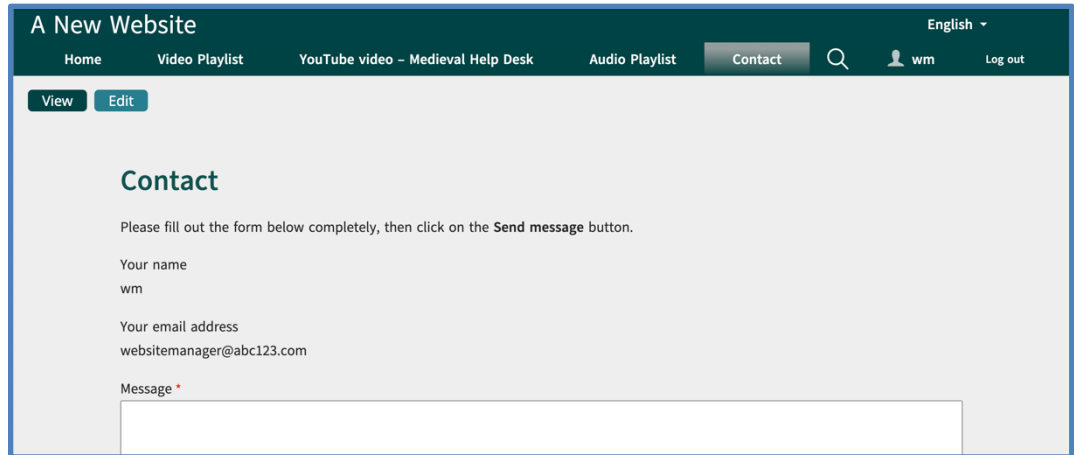 A New Website
English
Home Video Playlist YouTube video – Medieval Help Desk Audio Playlist Contact wm Log out
View Edit
Contact
Please fill out the form below completely, then click on the Send message button.
Your name
wm
Your email address
websitemanager@abc123.com
Message *